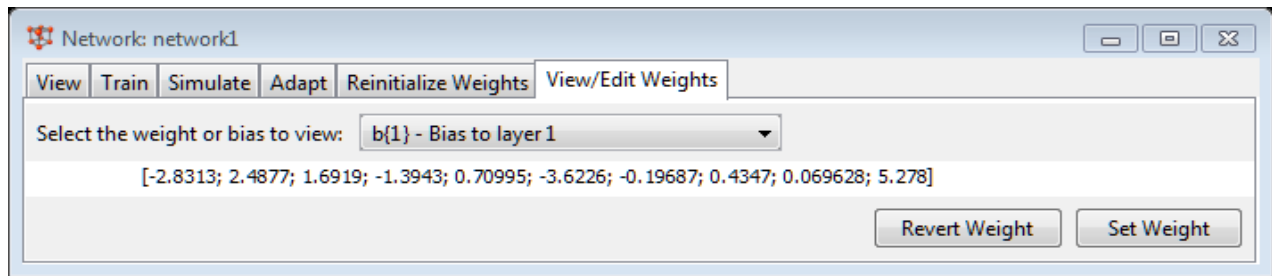 Network: network1
View Train Simulate Adapt Reinitialize Weights View/Edit Weights
Select the weight or bias to view: b{1} - Bias to layer 1
[-2.8313; 2.4877; 1.6919; -1.3943; 0.70995; -3.6226; -0.19687; 0.4347; 0.069628; 5.278]
Revert Weight Set Weight